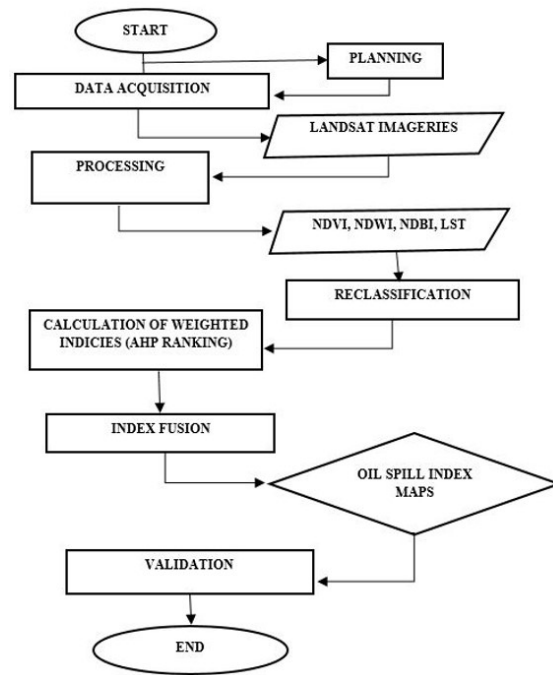 START
PLANNING
DATA ACQUISITION
LANDSAT IMAGERIES
PROCESSING
NDVI, NDWI, NDBI, LST
RECLASSIFICATION
CALCULATION OF WEIGHTED
INDICIES (AHP RANKING)
INDEX FUSION
OIL SPILL INDEX
MAPS
VALIDATION
END